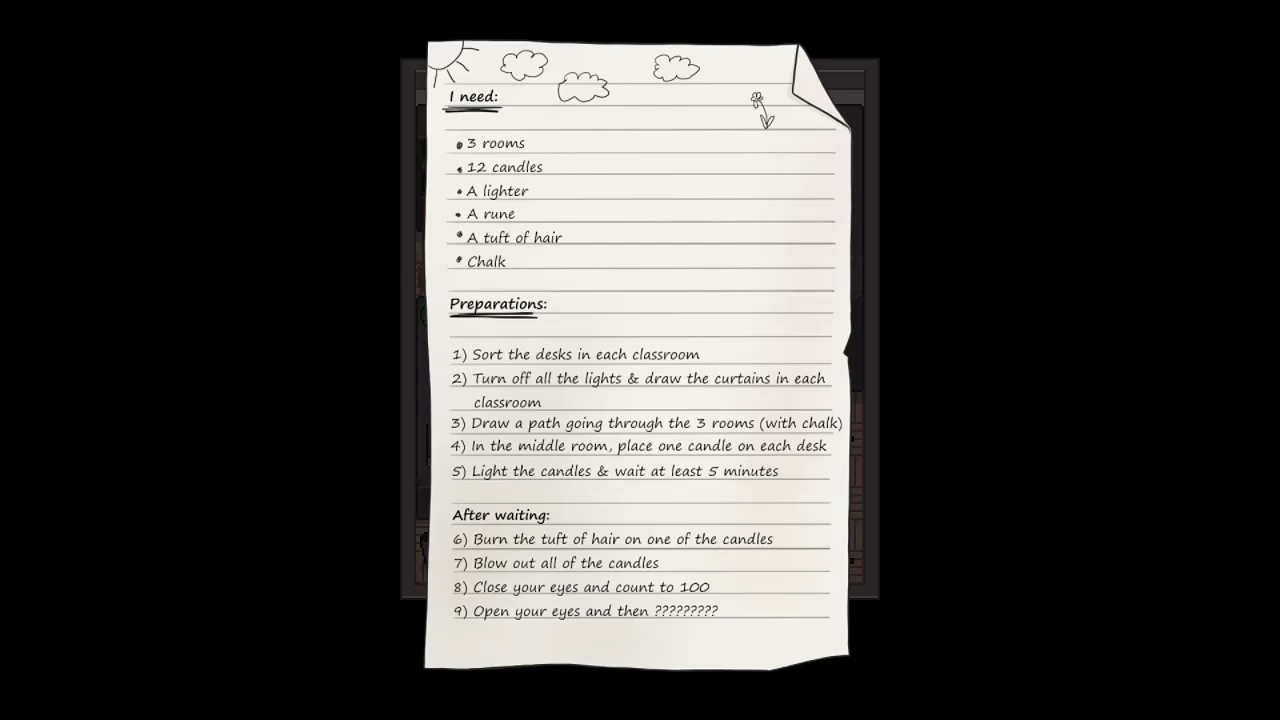 I need:
• 3 rooms
• 12 candles
• A lighter
• A rune
• A tuft of hair
• Chalk
Preparations:
1) Sort the desks in each classroom
2) Turn off all the lights & draw the curtains in each
classroom
3) Draw a path going through the 3 rooms (with chalk)
4) In the middle room, place one candle on each desk
5) Light the candles & wait at least 5 minutes
After waiting:
6) Burn the tuft of hair on one of the candles
7) Blow out all of the candles
8) Close your eyes and count to 100
9) Open your eyes and then ?????????